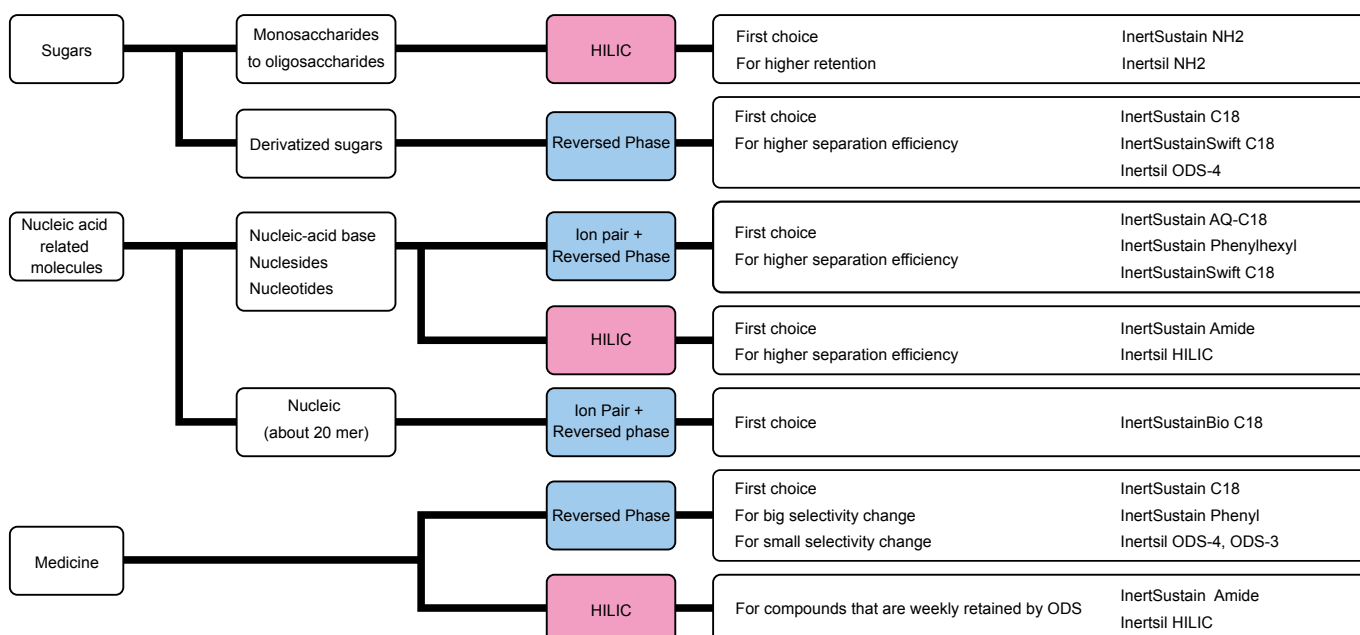 Sugars
Monosaccharides
to oligosaccharides
HILIC
First choice InertSustain NH2
For higher retention Inertsil NH2
Derivatized sugars
Reversed Phase
First choice InertSustain C18
For higher separation efficiency InertSustainSwift C18
Inertsil ODS-4
Nucleic acid
related
molecules
Nucleic-acid base
Nuclesides
Nucleotides
Ion pair +
Reversed Phase
InertSustain AQ-C18
First choice
InertSustain Phenylhexyl
For higher separation efficiency
InertSustainSwift C18
HILIC
First choice InertSustain Amide
For higher separation efficiency Inertsil HILIC
Nucleic
(about 20 mer)
Ion Pair +
Reversed phase
First choice InertSustainBio C18
Medicine
Reversed Phase
First choice InertSustain C18
For big selectivity change InertSustain Phenyl
For small selectivity change Inertsil ODS-4, ODS-3
HILIC
For compounds that are weekly retained by ODS
InertSustain Amide
Inertsil HILIC